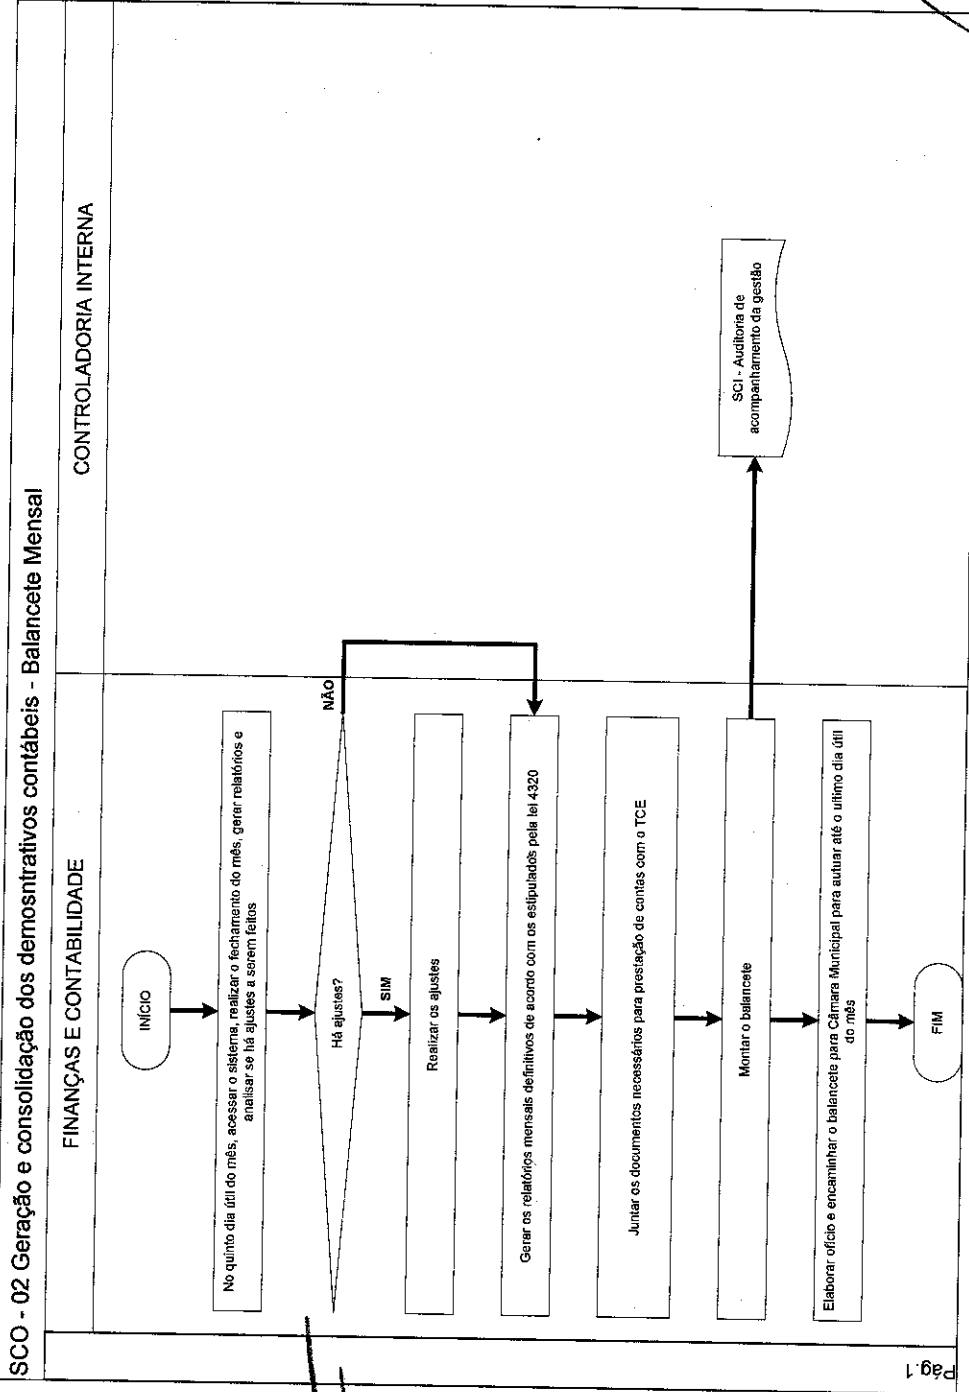 SCO - 02 Geração e consolidação dos demosntrativos contábeis - Balancete Mensal
FINANÇAS E CONTABILIDADE
CONTROLADORIA INTERNA
INÍCIO
No quinto dia útil do mês, acessar o sistema, realizar o fechamento do mês, gerar relatórios e
analisar se há ajustes a serem feitos
Há ajustes?
NÃO
SIM
Realizar os ajustes
Gerar os relatórios mensais definitivos de acordo com os estipulados pela lei 4320
Juntar os documentos necessários para prestação de contas com o TCE
Montar o balancete
SCI - Auditoria de
acompanhamento da gestão
Elaborar ofício e encaminhar o balancete para Câmara Municipal para autuar até o ultimo dia útil
do mês
FIM
Pág.1